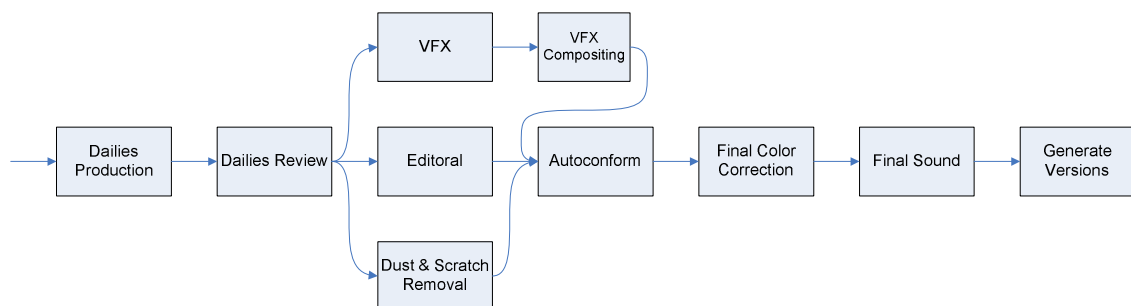 VFX
VFX
Compositing
Dailies
Production
Dailies Review
Editoral
Autoconform
Final Color
Correction
Final Sound
Generate
Versions
Dust & Scratch
Removal